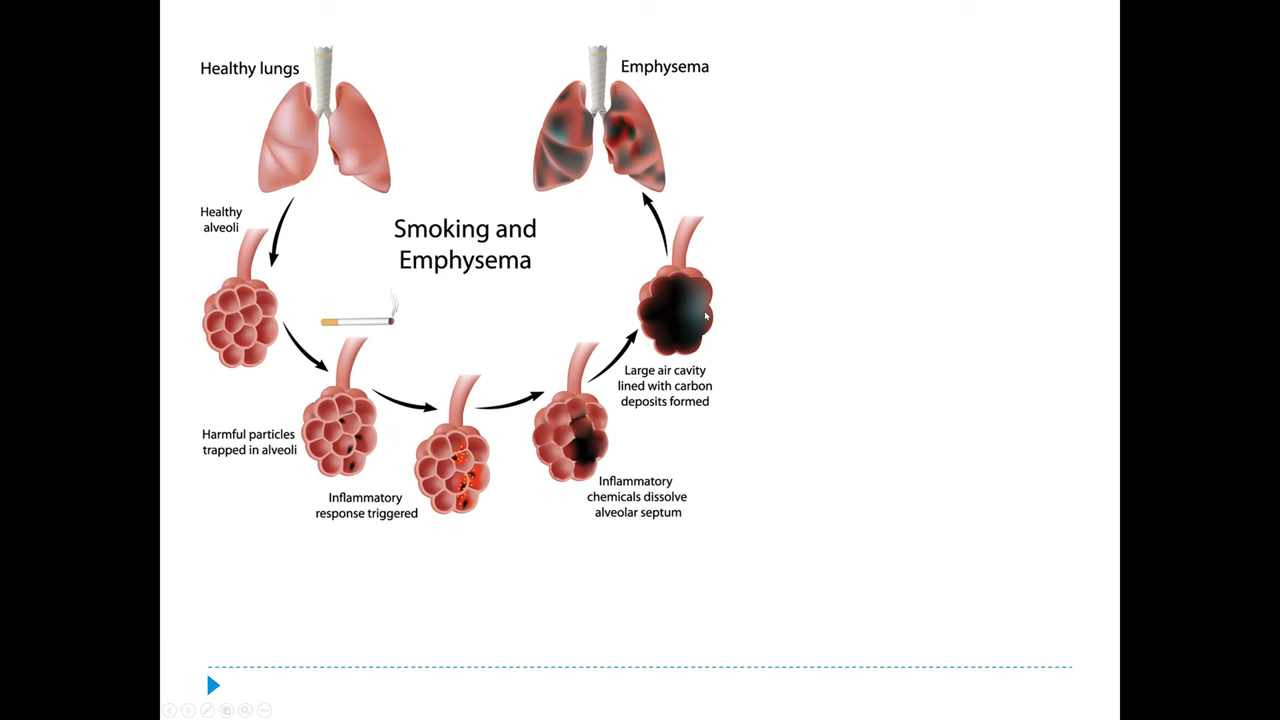 Healthy lungs
Emphysema
Healthy
alveoli
Smoking and
Emphysema
Harmful particles
trapped in alveoli
Inflammatory
response triggered
Inflammatory
chemicals dissolve
alveolar septum
Large air cavity
lined with carbon
deposits formed